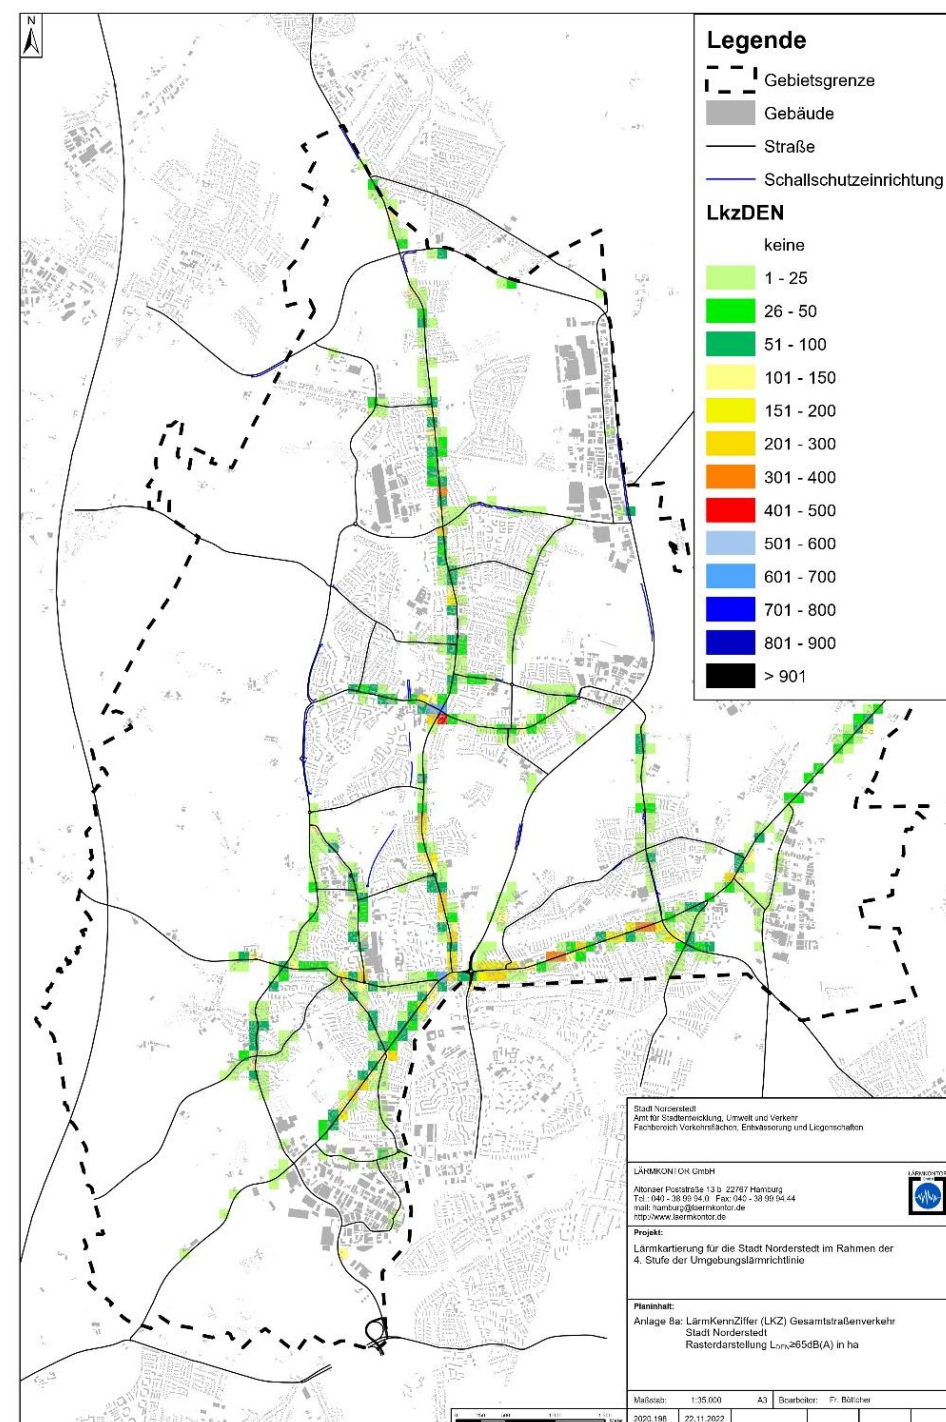 N
Legende
Gebietsgrenze
Gebäude
Straße
Schallschutzeinrichtung
LkzDEN
keine
1 - 25
26 - 50
51 - 100
101 - 150
151 - 200
201 - 300
301 - 400
401 - 500
501 - 600
601 - 700
701 - 800
801 - 900
> 901
Stadt Norderstedt
Amt für Stadtentwicklung, Umwelt und Verkehr
Fachbereich Verkehrsflächen, Entwässerung und Liegenschaften
LÄRMKONTOR GmbH
Altonaer Poststraße 13 b 22767 Hamburg
Tel.: 040 - 38 99 94.0 Fax: 040 - 38 99 94.44
mail: hamburg@laermkontor.de
http://www.laermkontor.de
LÄRMKONTOR
Projekt:
Lärmkartierung für die Stadt Norderstedt im Rahmen der
4. Stufe der Umgebungslärmrichtlinie
Planinhalt:
Anlage 8a: LärmKennZiffer (LKZ) Gesamtstraßenverkehr
Stadt Norderstedt
Rasterdarstellung LDEN≥65dB(A) in ha
Maßstab: 1:35.000 A3 Bearbeiter: Fr. Böttcher
2020.198 22.11.2022